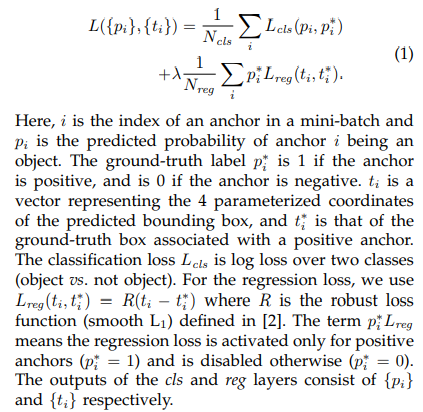 L({p_i}, {t_i}) = \frac{1}{N_{cls}} \sum_i L_{cls}(p_i, p_i^*)
+λ \frac{1}{N_{reg}} \sum_i p_i^* L_{reg}(t_i, t_i^*).
(1)
Here, i is the index of an anchor in a mini-batch and
p_i is the predicted probability of anchor i being an
object. The ground-truth label p_i^* is 1 if the anchor
is positive, and is 0 if the anchor is negative. t_i is a
vector representing the 4 parameterized coordinates
of the predicted bounding box, and t_i^* is that of the
ground-truth box associated with a positive anchor.
The classification loss L_{cls} is log loss over two classes
(object vs. not object). For the regression loss, we use
L_{reg}(t_i, t_i^*) = R(t_i − t_i^*) where R is the robust loss
function (smooth L_1) defined in [2]. The term p_i^* L_{reg}
means the regression loss is activated only for positive
anchors (p_i^* = 1) and is disabled otherwise (p_i^* = 0).
The outputs of the cls and reg layers consist of {p_i}
and {t_i} respectively.